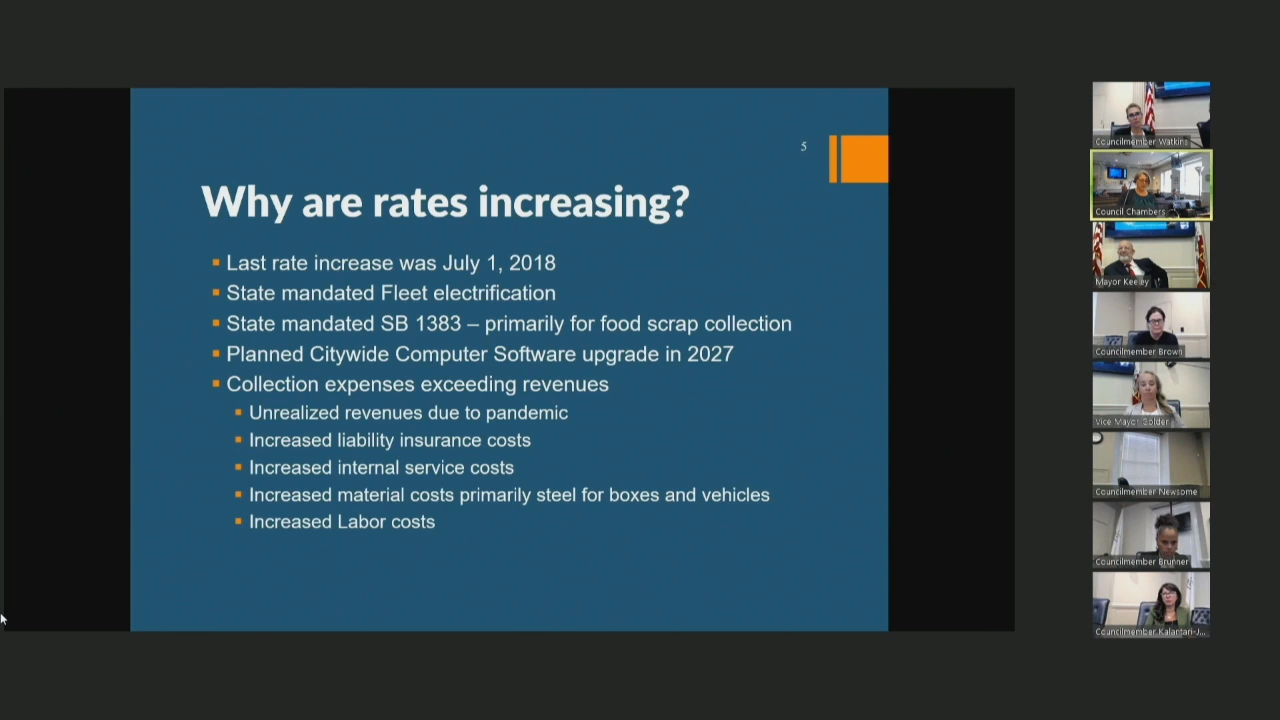 5
Why are rates increasing?
Last rate increase was July 1, 2018
State mandated Fleet electrification
State mandated SB 1383 – primarily for food scrap collection
Planned Citywide Computer Software upgrade in 2027
Collection expenses exceeding revenues
Unrealized revenues due to pandemic
Increased liability insurance costs
Increased internal service costs
Increased material costs primarily steel for boxes and vehicles
Increased Labor costs
Councilmember Watkins
Council Chambers
Mayor Keeley
Councilmember Brown
Vice Mayor Golder
Councilmember Newsome
Councilmember Brunner
Councilmember Kalantari-J...